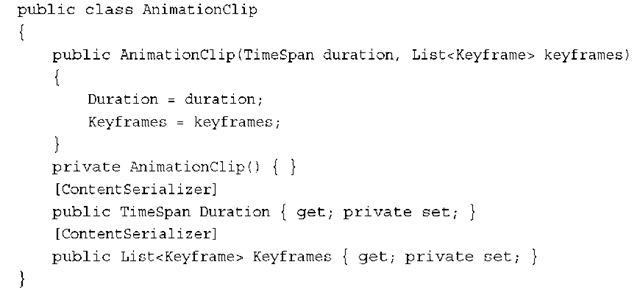 public class AnimationClip
{
public AnimationClip(TimeSpan duration, List<Keyframe> keyframes)
{
Duration = duration;
Keyframes = keyframes;
}
private AnimationClip() { }
[ContentSerializer]
public TimeSpan Duration { get; private set; }
[ContentSerializer]
public List<Keyframe> Keyframes { get; private set; }
}